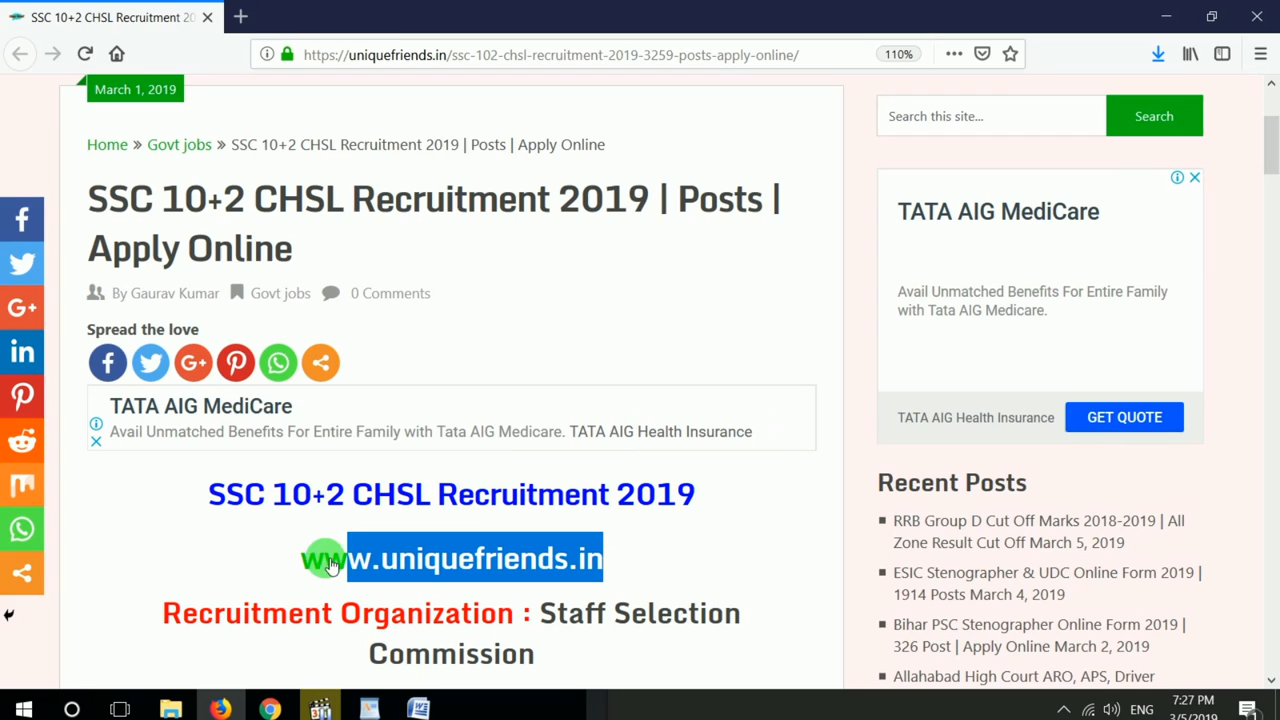 SSC 10+2 CHSL Recruitment 20
https://uniquefriends.in/ssc-102-chsl-recruitment-2019-3259-posts-apply-online/
110%
March 1, 2019
Search this site...
Search
Home » Govt jobs » SSC 10+2 CHSL Recruitment 2019 | Posts | Apply Online
SSC 10+2 CHSL Recruitment 2019 | Posts |
Apply Online
By Gaurav Kumar Govt jobs 0 Comments
Spread the love
TATA AIG MediCare
Avail Unmatched Benefits For Entire Family with Tata AIG Medicare. TATA AIG Health Insurance
SSC 10+2 CHSL Recruitment 2019
www.uniquefriends.in
Recruitment Organization : Staff Selection
Commission
TATA AIG MediCare
Avail Unmatched Benefits For Entire Family
with Tata AIG Medicare.
TATA AIG Health Insurance
GET QUOTE
Recent Posts
RRB Group D Cut Off Marks 2018-2019 | All
Zone Result Cut Off March 5, 2019
ESIC Stenographer & UDC Online Form 2019 |
1914 Posts March 4, 2019
Bihar PSC Stenographer Online Form 2019 |
326 Post | Apply Online March 2, 2019
Allahabad High Court ARO, APS, Driver
ENG
7:27 PM
3/5/2019